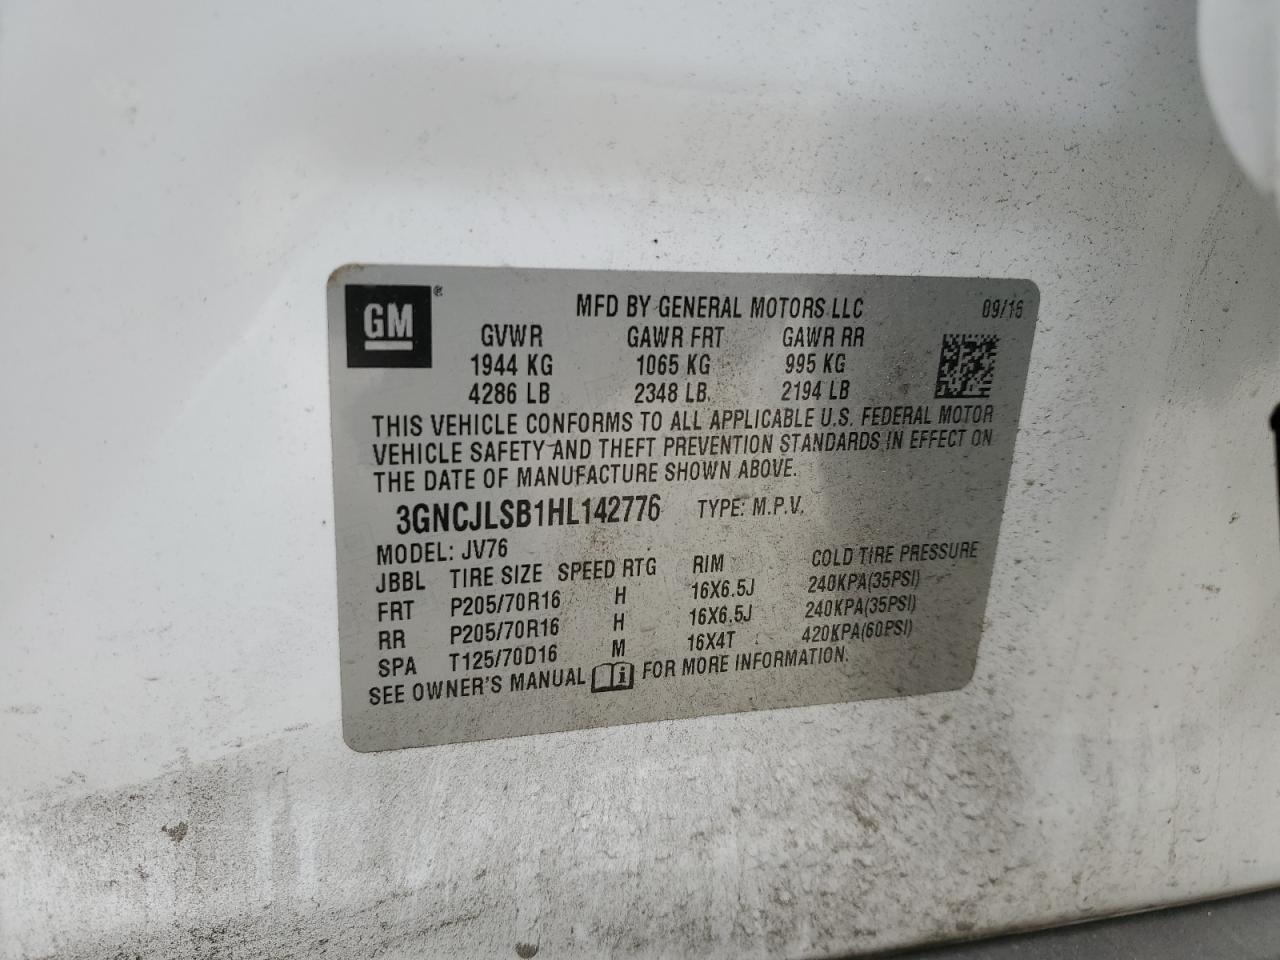 GM®
MFD BY GENERAL MOTORS LLC 09/16
GVWR GAWR FRT GAWR RR
1944 KG 1065 KG 995 KG
4286 LB 2348 LB 2194 LB
THIS VEHICLE CONFORMS TO ALL APPLICABLE U.S. FEDERAL MOTOR
VEHICLE SAFETY AND THEFT PREVENTION STANDARDS IN EFFECT ON
THE DATE OF MANUFACTURE SHOWN ABOVE.
3GNCJLSB1HL142776 TYPE: M.P.V.
MODEL: JV76
JBBL TIRE SIZE SPEED RTG RIM COLD TIRE PRESSURE
FRT P205/70R16 H 16X6.5J 240KPA(35PSI)
RR P205/70R16 H 16X6.5J 240KPA(35PSI)
SPA T125/70D16 M 16X4T 420KPA(60PSI)
SEE OWNER'S MANUAL i FOR MORE INFORMATION.